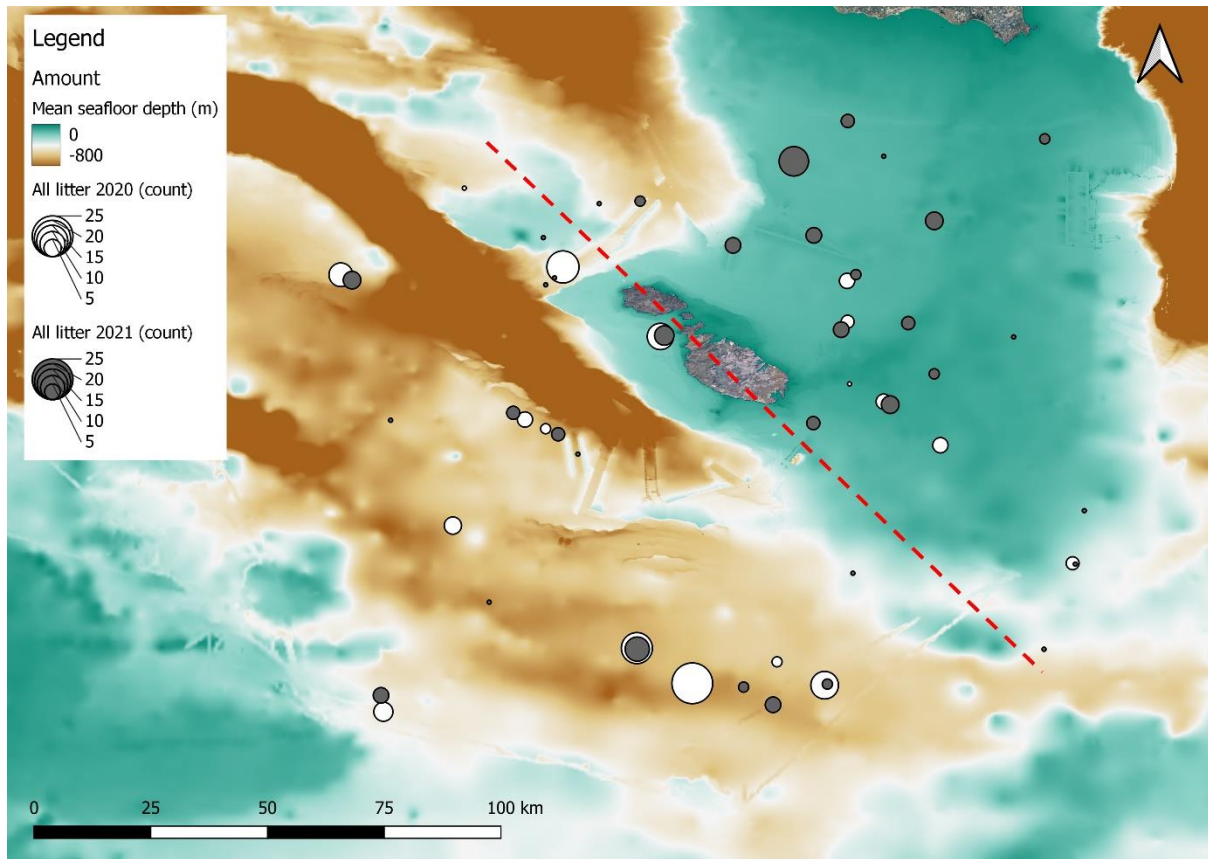 Legend
Amount
Mean seafloor depth (m)
0
-800
All litter 2020 (count)
25
20
15
10
5
All litter 2021 (count)
25
20
15
10
5
0 25 50 75 100 km